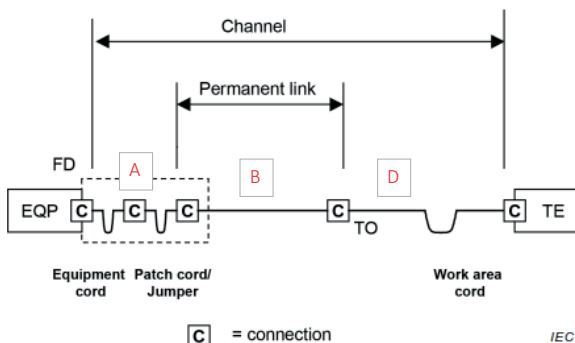 Channel
Permanent link
FD
A
B
D
EQP
C
C
C
C
C
TE
TO
Equipment
cord
Patch cord/
Jumper
Work area
cord
C = connection
IEC